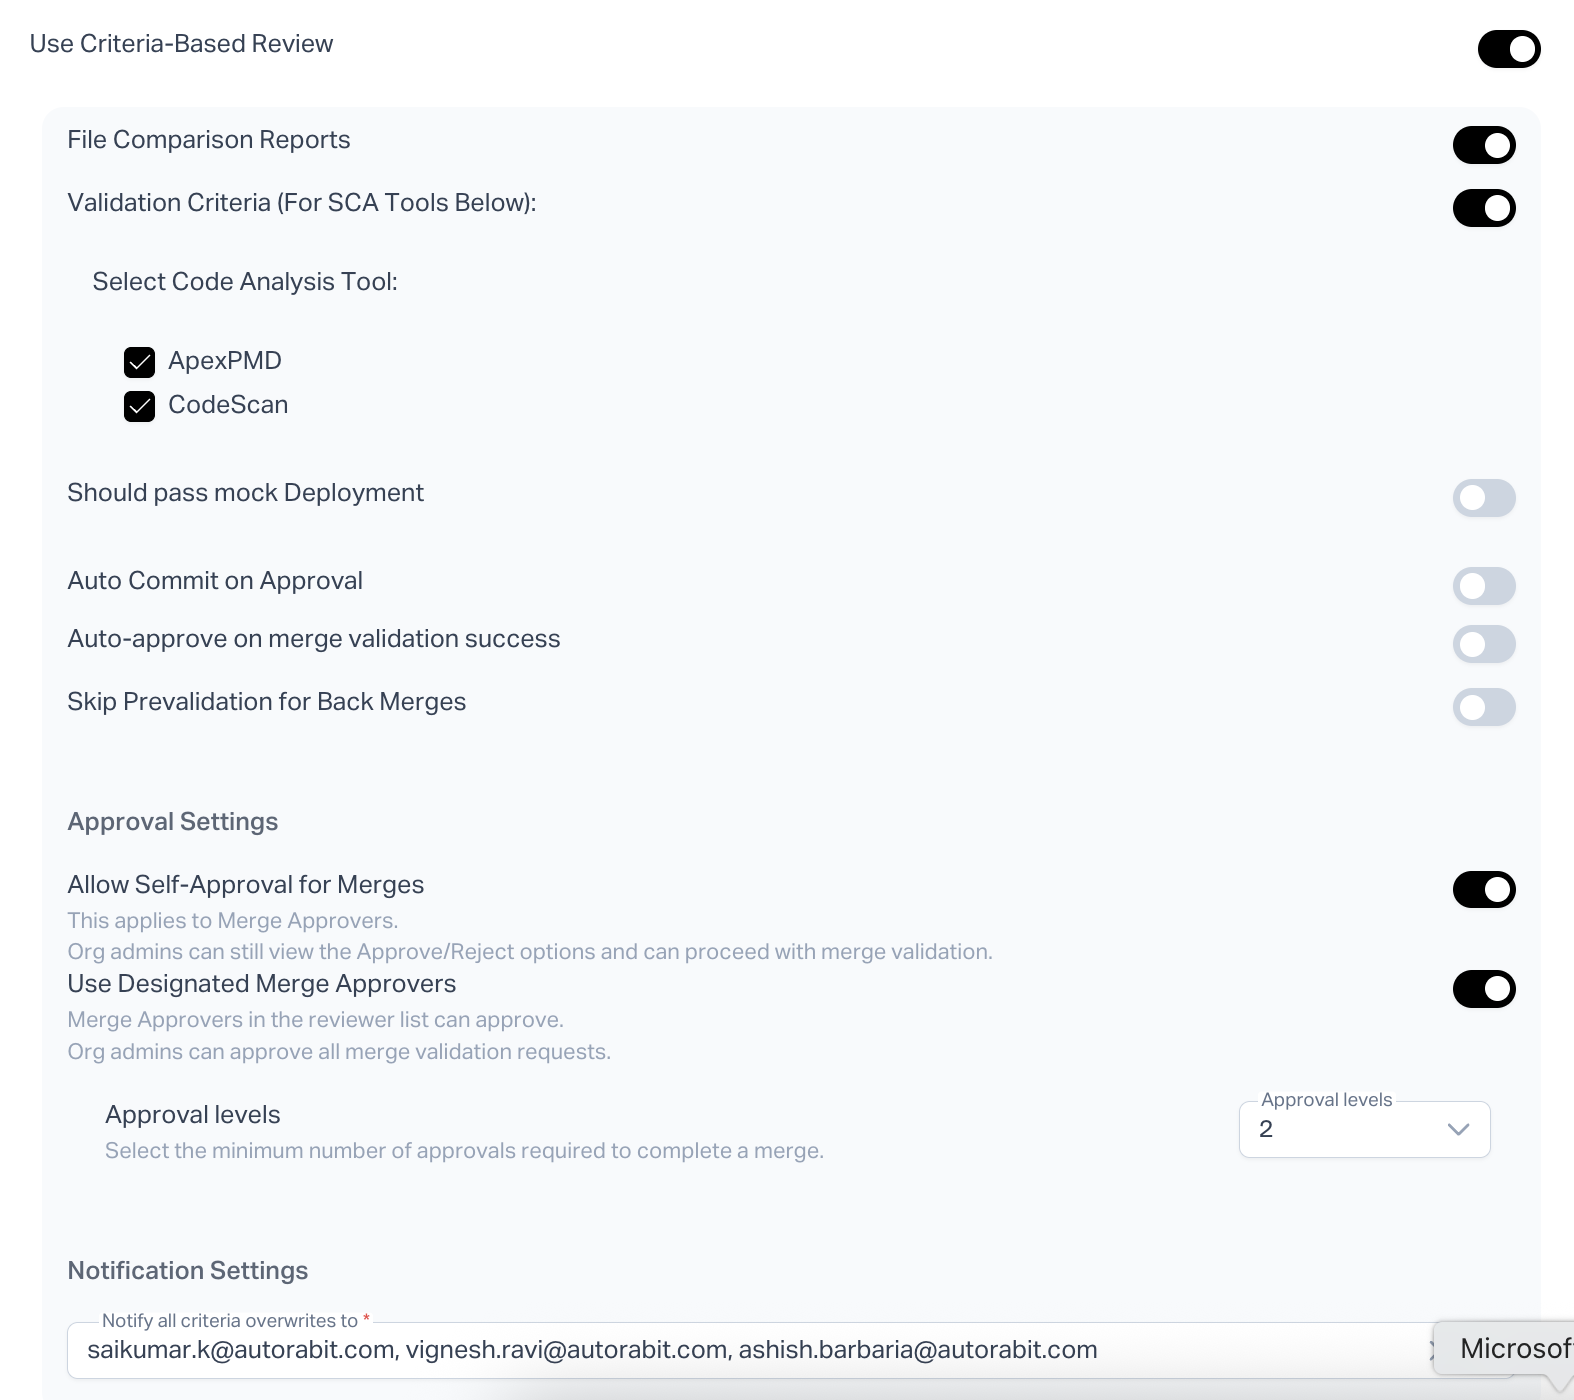 Use Criteria-Based Review
File Comparison Reports
Validation Criteria (For SCA Tools Below):
Select Code Analysis Tool:
ApexPMD
CodeScan
Should pass mock Deployment
Auto Commit on Approval
Auto-approve on merge validation success
Skip Prevalidation for Back Merges
Approval Settings
Allow Self-Approval for Merges
This applies to Merge Approvers.
Org admins can still view the Approve/Reject options and can proceed with merge validation.
Use Designated Merge Approvers
Merge Approvers in the reviewer list can approve.
Org admins can approve all merge validation requests.
Approval levels
Select the minimum number of approvals required to complete a merge.
Approval levels
2
Notification Settings
Notify all criteria overwrites to *
saikumar.k@autorabit.com, vignesh.ravi@autorabit.com, ashish.barbaria@autorabit.com